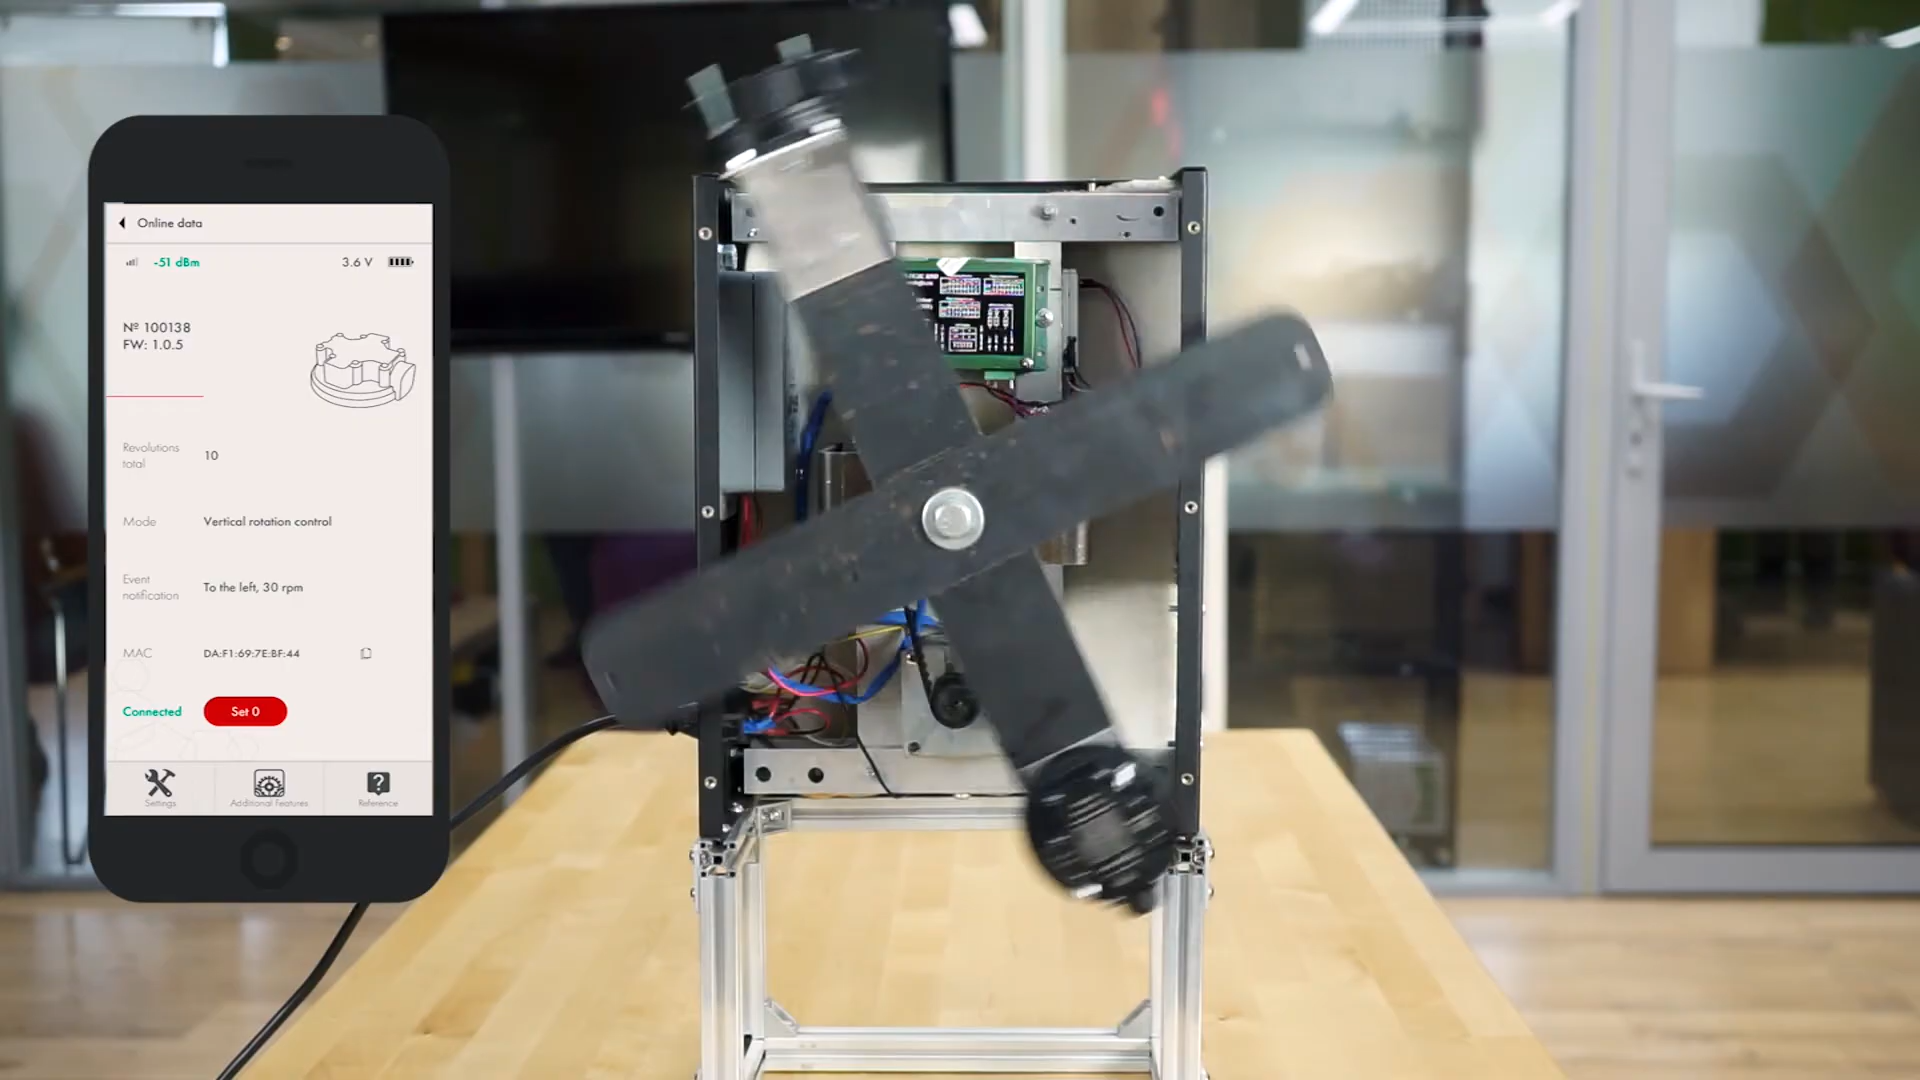 Online data
-51 dBm
3.6 V
Nº 100138
FW: 1.0.5
Revolutions total
10
Mode
Vertical rotation control
Event notification
To the left, 30 rpm
MAC
DA:F1:69:7E:BF:44
Connected
Set 0
Settings
Additional Features
Reference